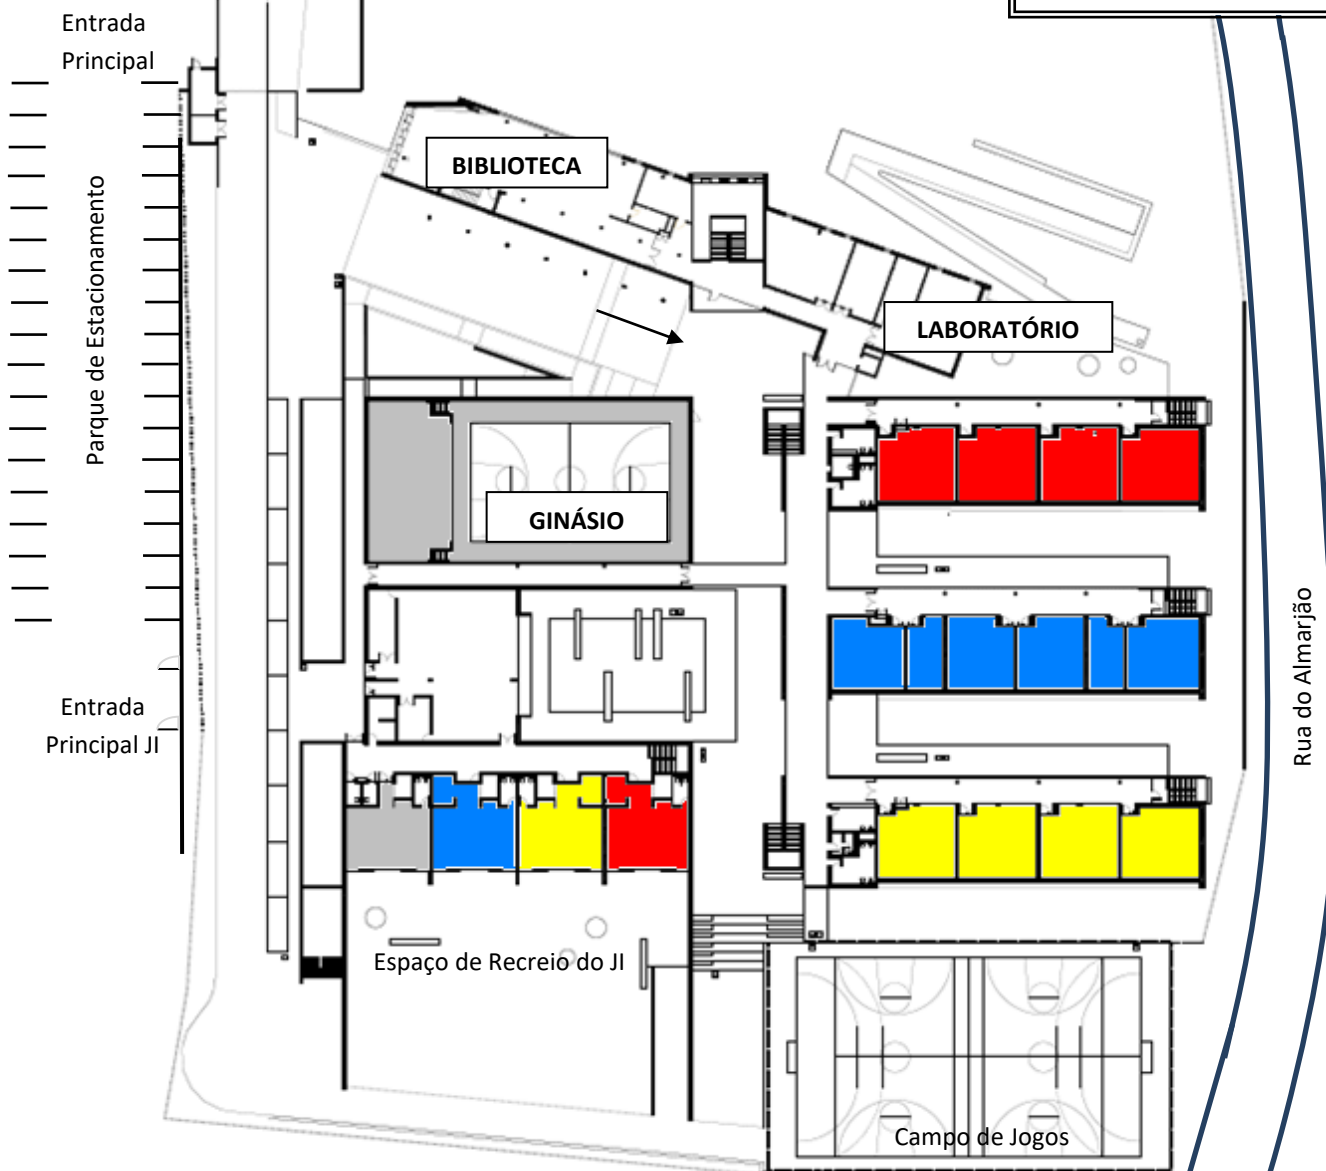 Entrada
Principal
BIBLIOTECA
Parque de Estacionamento
LABORATÓRIO
GINÁSIO
Rua do Almarjão
Entrada
Principal JI
Espaço de Recreio do JI
Campo de Jogos